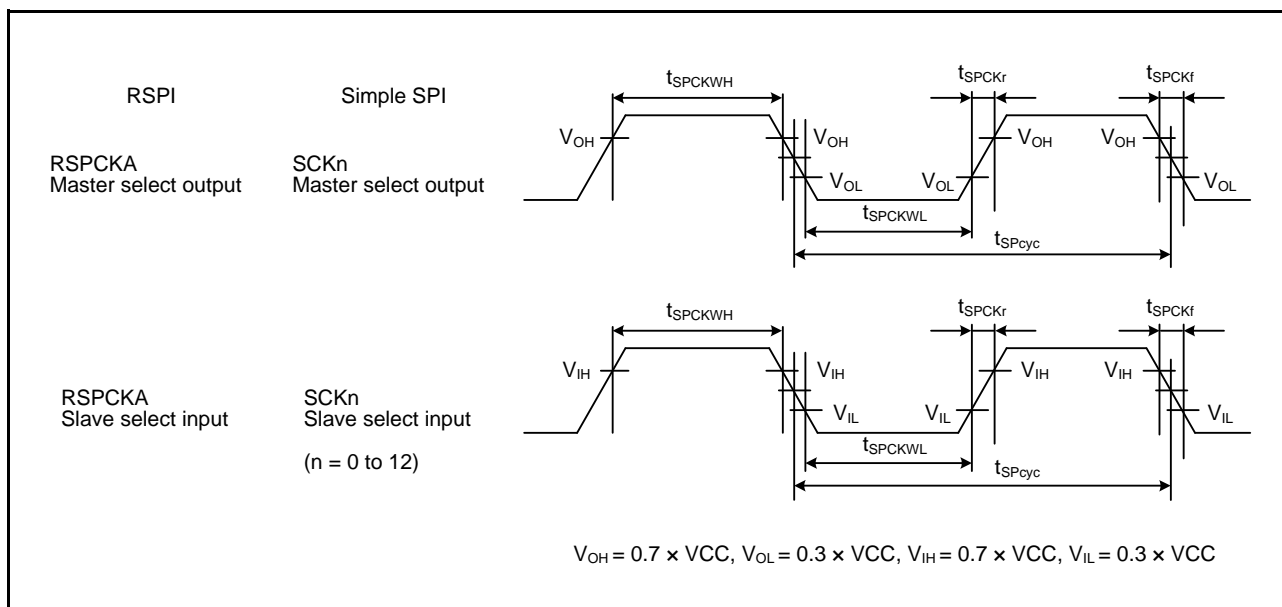 RSPI
Simple SPI
tSPCKWH
tSPCKr
tSPCKf
RSPCKA
Master select output
SCKn
Master select output
VOH
VOH
VOL
VOL
VOH
VOH
VOL
tSPCKWL
tSPcyc
tSPCKWH
tSPCKr
tSPCKf
RSPCKA
Slave select input
SCKn
Slave select input
(n = 0 to 12)
VIH
VIH
VIL
VIL
VIH
VIH
VIL
tSPCKWL
tSPcyc
VOH = 0.7 × VCC, VOL = 0.3 × VCC, VIH = 0.7 × VCC, VIL = 0.3 × VCC